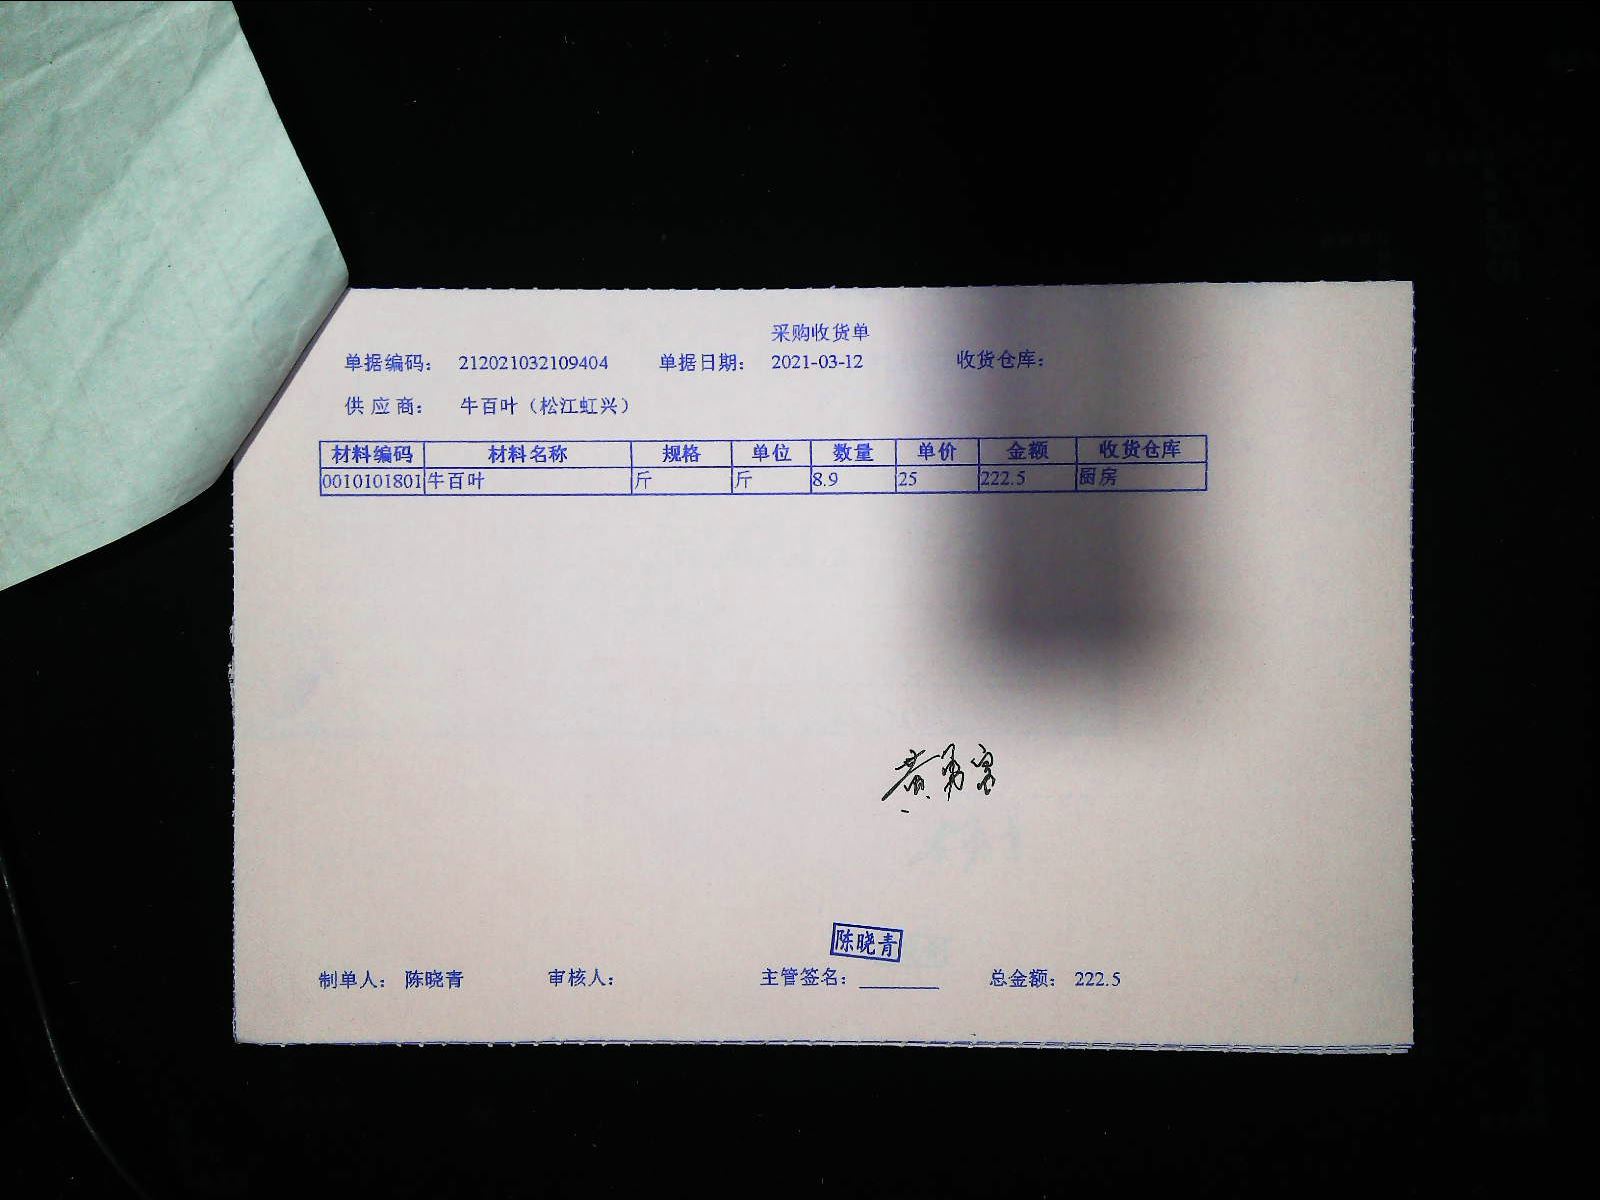 采购收货单
单据编码： 212021032109404 单据日期： 2021-03-12 收货仓库：
供 应 商： 牛百叶（松江虹兴）
材料编码 材料名称 规格 单位 数量 单价 金额 收货仓库
0010101801 牛百叶 斤 斤 8.9 25 222.5 厨房
陈晓青
制单人： 陈晓青 审核人： 主管签名： 总金额： 222.5